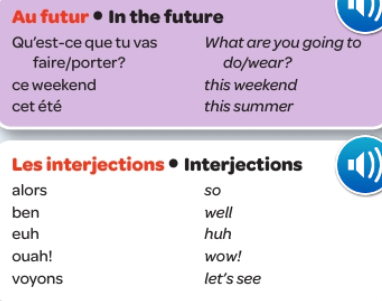 Au futur • In the future
Qu'est-ce que tu vas What are you going to
faire/porter? do/wear?
ce weekend this weekend
cet été this summer
Les interjections • Interjections
alors so
ben well
euh huh
ouah! wow!
voyons let's see